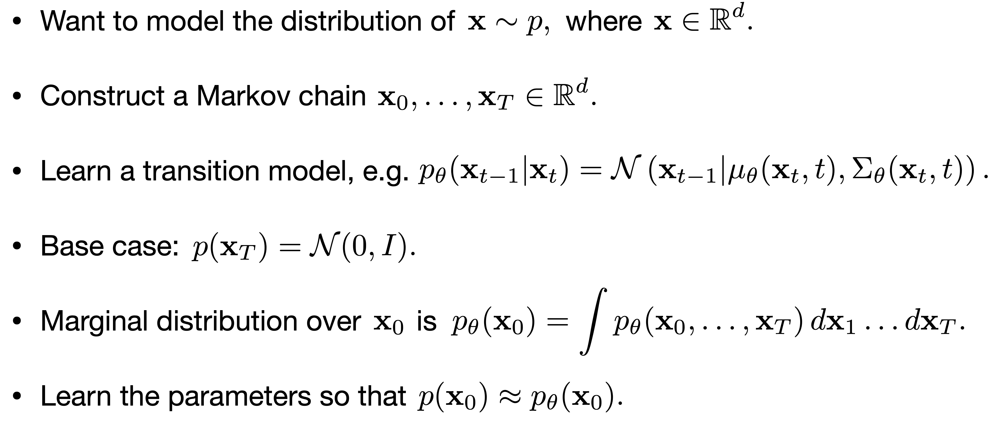 • Want to model the distribution of $\mathbf{x} \sim p$, where $\mathbf{x} \in \mathbb{R}^d$.
• Construct a Markov chain $\mathbf{x}_0, \ldots, \mathbf{x}_T \in \mathbb{R}^d$.
• Learn a transition model, e.g. $p_\theta(\mathbf{x}_{t-1}|\mathbf{x}_t) = \mathcal{N}(\mathbf{x}_{t-1}|\mu_\theta(\mathbf{x}_t, t), \Sigma_\theta(\mathbf{x}_t, t))$.
• Base case: $p(\mathbf{x}_T) = \mathcal{N}(0, I)$.
• Marginal distribution over $\mathbf{x}_0$ is $p_\theta(\mathbf{x}_0) = \int p_\theta(\mathbf{x}_0, \ldots, \mathbf{x}_T) \, d\mathbf{x}_1 \ldots d\mathbf{x}_T$.
• Learn the parameters so that $p(\mathbf{x}_0) \approx p_\theta(\mathbf{x}_0)$.